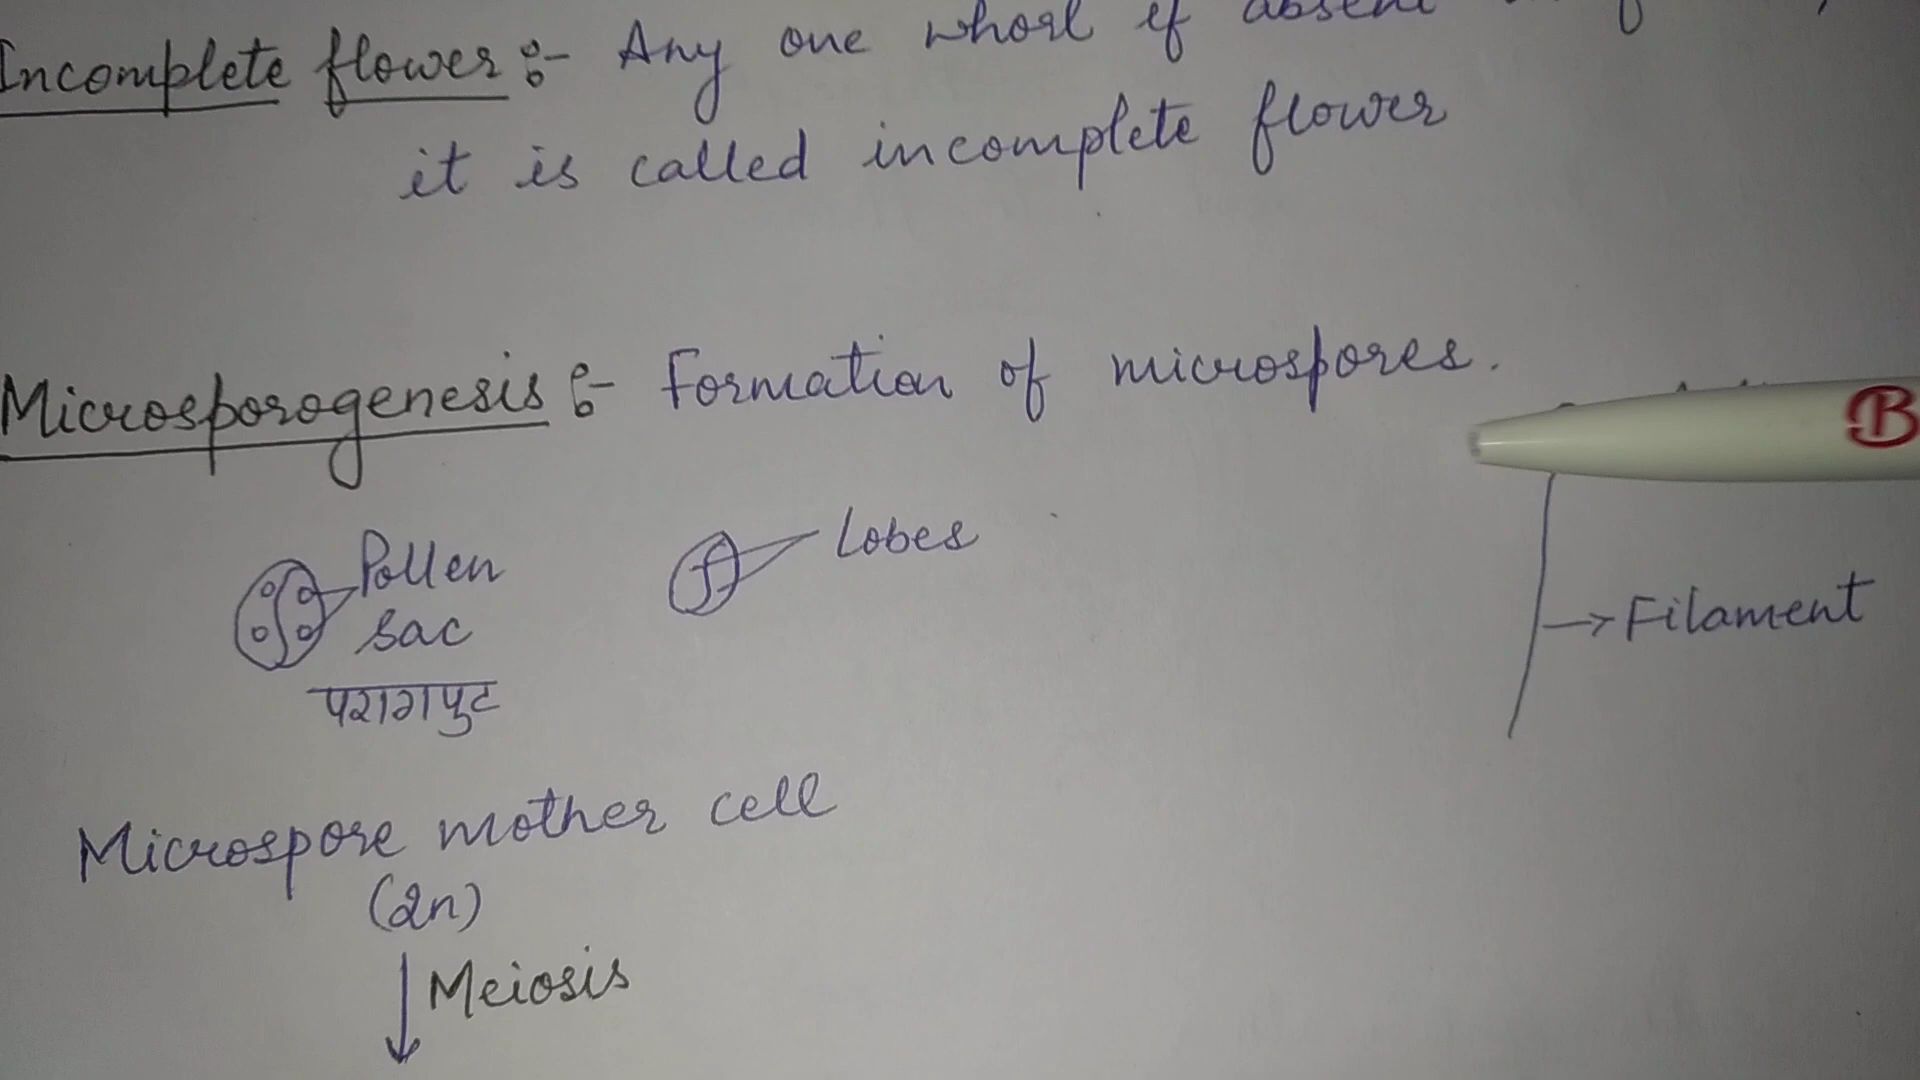 Incomplete flower :- Any one whorl if absent
it is called incomplete flower
Microsporogenesis :- Formation of microspores.
Pollen
sac
परागपुट
Lobes
→ Filament
Microspore mother cell
(2n)
↓ Meiosis
B